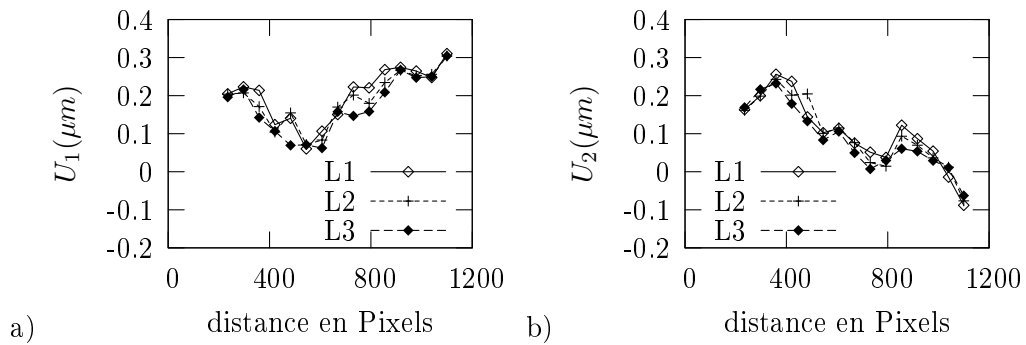 0.4
0.3
0.2
0.1
0
-0.1
-0.2
U1(μm)
L1
L2
L3
0 400 800 1200
distance en Pixels
a)
0.4
0.3
0.2
0.1
0
-0.1
-0.2
U2(μm)
L1
L2
L3
0 400 800 1200
distance en Pixels
b)